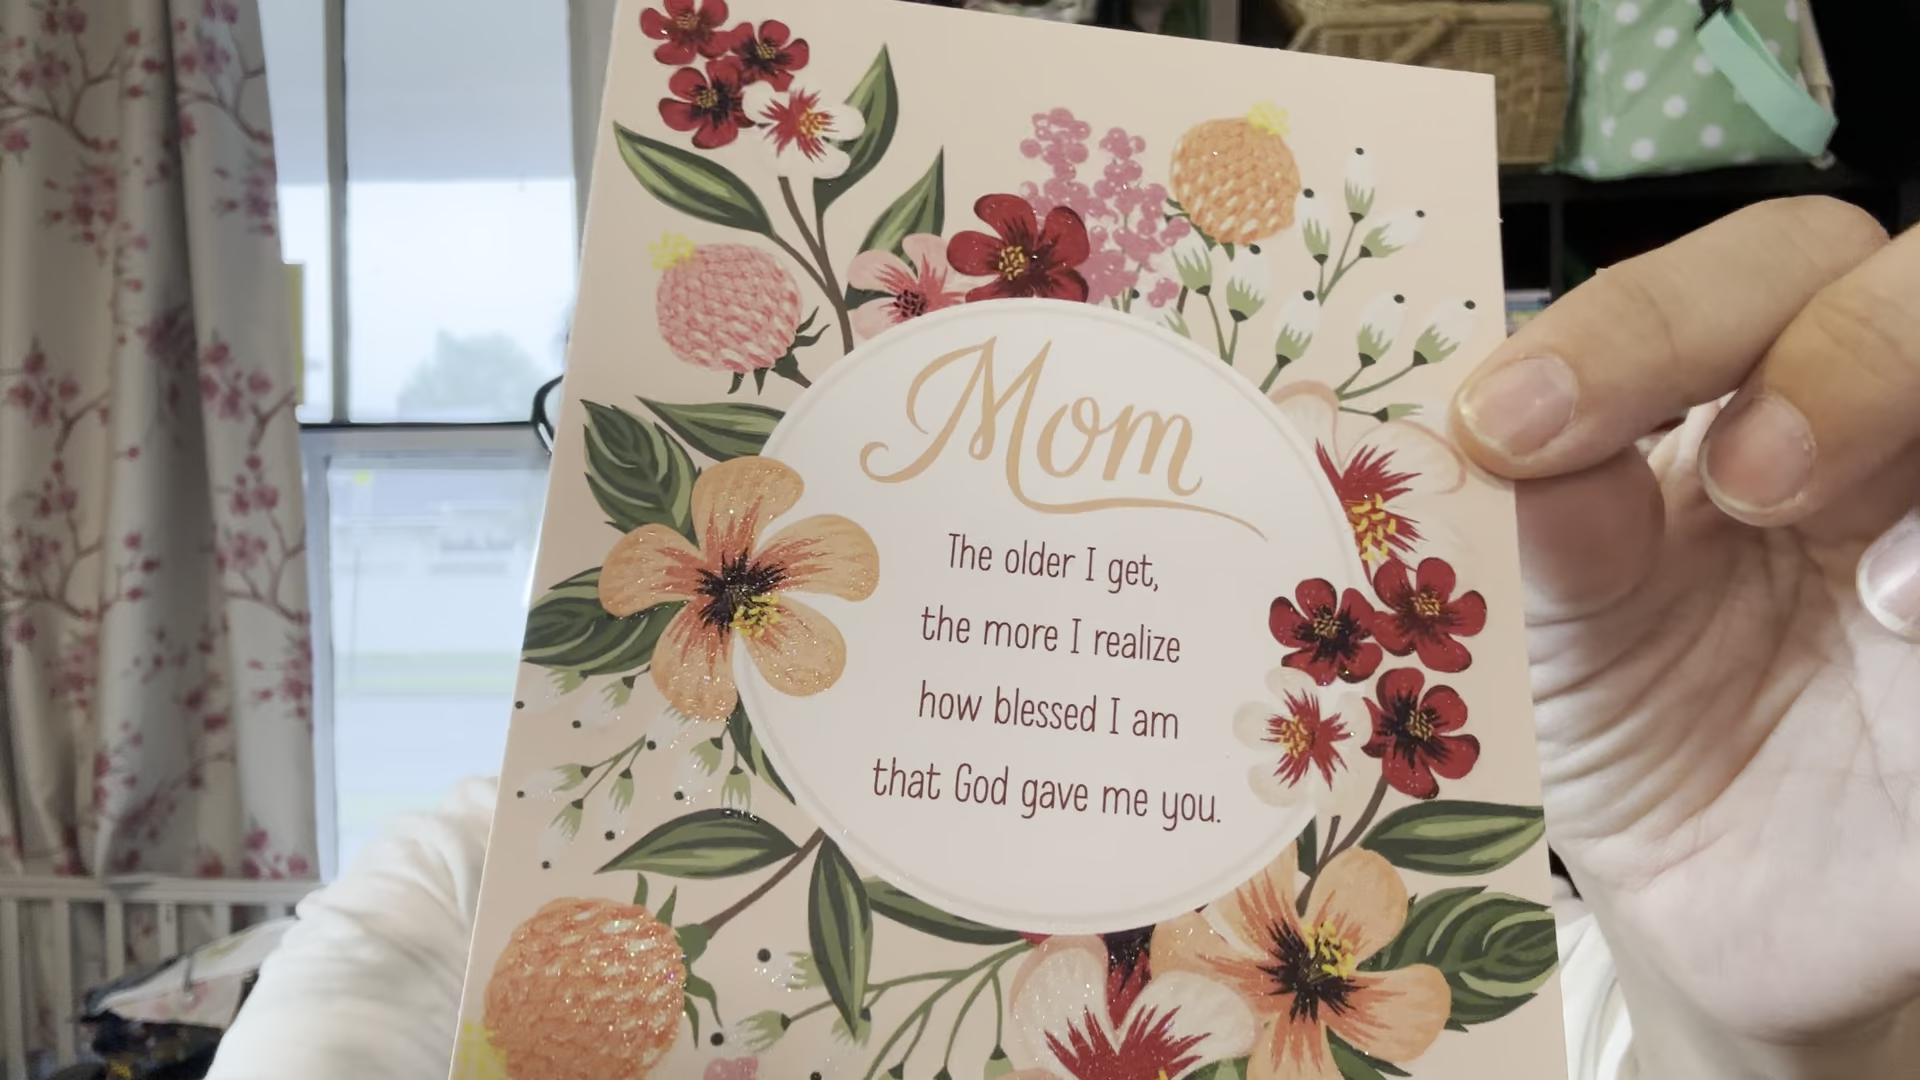 Mom
The older I get,
the more I realize
how blessed I am
that God gave me you.